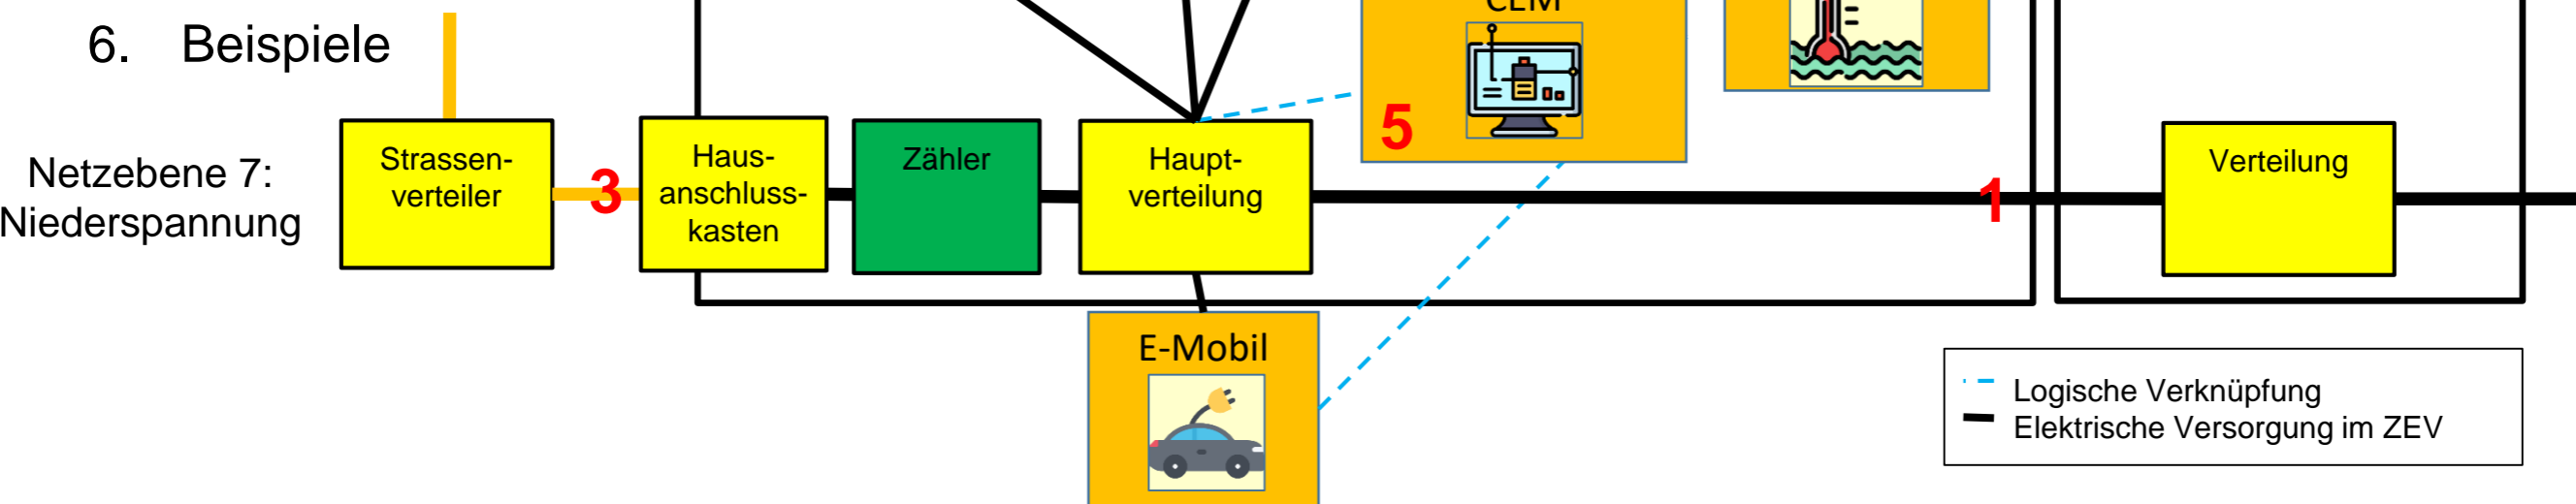 CEM
6. Beispiele
5
Netzebene 7:
Niederspannung
Strassen-
verteiler
3
Haus-
anschluss-
kasten
Zähler
Haupt-
verteilung
1
Verteilung
E-Mobil
Logische Verknüpfung
Elektrische Versorgung im ZEV